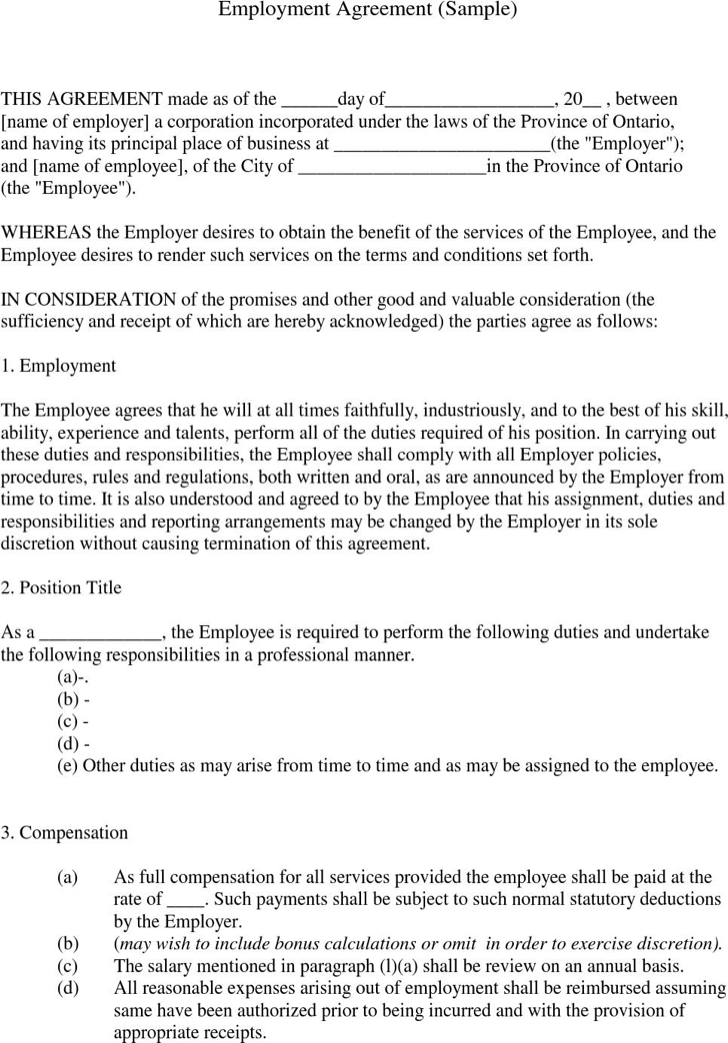 Employment Agreement (Sample)
THIS AGREEMENT made as of the ______day of__________________, 20__ , between
[name of employer] a corporation incorporated under the laws of the Province of Ontario,
and having its principal place of business at _______________________(the "Employer");
and [name of employee], of the City of ____________________in the Province of Ontario
(the "Employee").
WHEREAS the Employer desires to obtain the benefit of the services of the Employee, and the
Employee desires to render such services on the terms and conditions set forth.
IN CONSIDERATION of the promises and other good and valuable consideration (the
sufficiency and receipt of which are hereby acknowledged) the parties agree as follows:
1. Employment
The Employee agrees that he will at all times faithfully, industriously, and to the best of his skill,
ability, experience and talents, perform all of the duties required of his position. In carrying out
these duties and responsibilities, the Employee shall comply with all Employer policies,
procedures, rules and regulations, both written and oral, as are announced by the Employer from
time to time. It is also understood and agreed to by the Employee that his assignment, duties and
responsibilities and reporting arrangements may be changed by the Employer in its sole
discretion without causing termination of this agreement.
2. Position Title
As a _____________, the Employee is required to perform the following duties and undertake
the following responsibilities in a professional manner.
(a)-.
(b) -
(c) -
(d) -
(e) Other duties as may arise from time to time and as may be assigned to the employee.
3. Compensation
(a) As full compensation for all services provided the employee shall be paid at the
rate of ____. Such payments shall be subject to such normal statutory deductions
by the Employer.
(b) (may wish to include bonus calculations or omit in order to exercise discretion).
(c) The salary mentioned in paragraph (l)(a) shall be review on an annual basis.
(d) All reasonable expenses arising out of employment shall be reimbursed assuming
same have been authorized prior to being incurred and with the provision of
appropriate receipts.